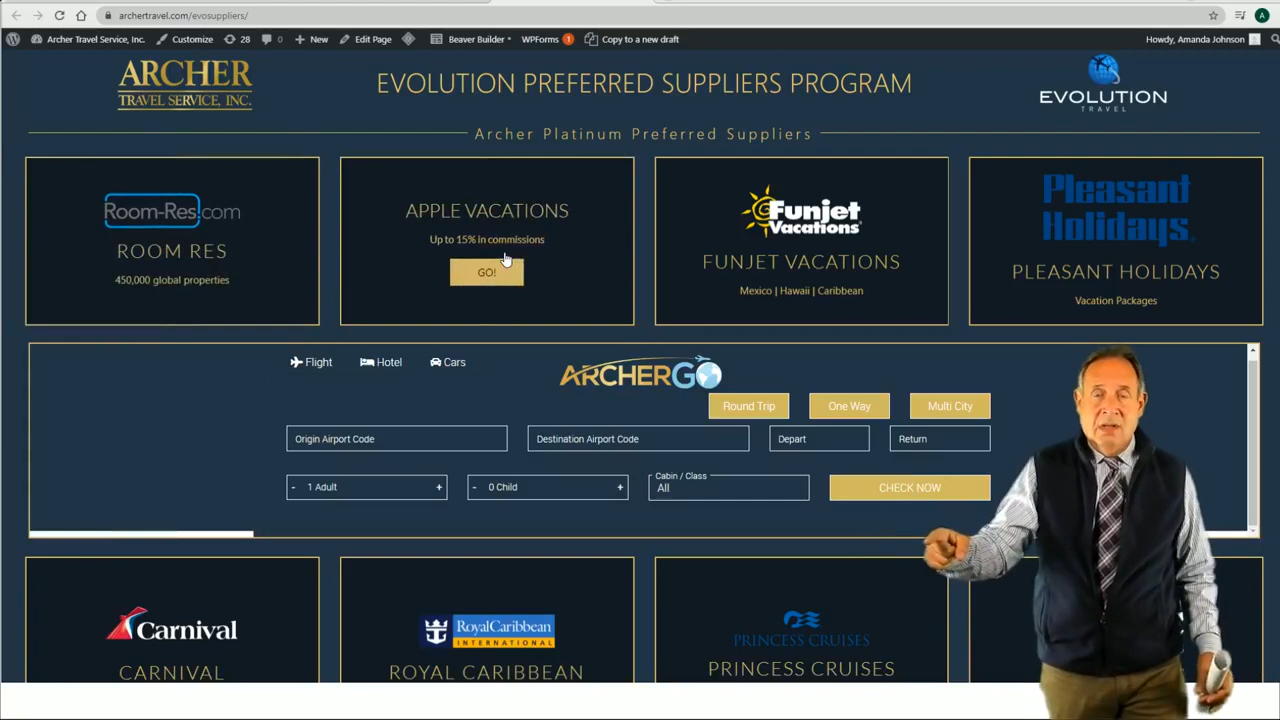 archertravel.com/evosuppliers/
A
Archer Travel Service, Inc. Customize 28 0 New Edit Page Beaver Builder WPForms 1 Copy to a new draft Howdy, Amanda Johnson
ARCHER
TRAVEL SERVICE, INC.
EVOLUTION PREFERRED SUPPLIERS PROGRAM
EVOLUTION
TRAVEL
Archer Platinum Preferred Suppliers
Room-Res.com
ROOM RES
450,000 global properties
APPLE VACATIONS
Up to 15% in commissions
GO!
Funjet
Vacations
FUNJET VACATIONS
Mexico | Hawaii | Caribbean
Pleasant
Holidays
PLEASANT HOLIDAYS
Vacation Packages
Flight Hotel Cars
ARCHERGO
Round Trip One Way Multi City
Origin Airport Code Destination Airport Code Depart Return
- 1 Adult + - 0 Child + Cabin / Class
All
CHECK NOW
Carnival
CARNIVAL
RoyalCaribbean
INTERNATIONAL
ROYAL CARIBBEAN
PRINCESS CRUISES
PRINCESS CRUISES